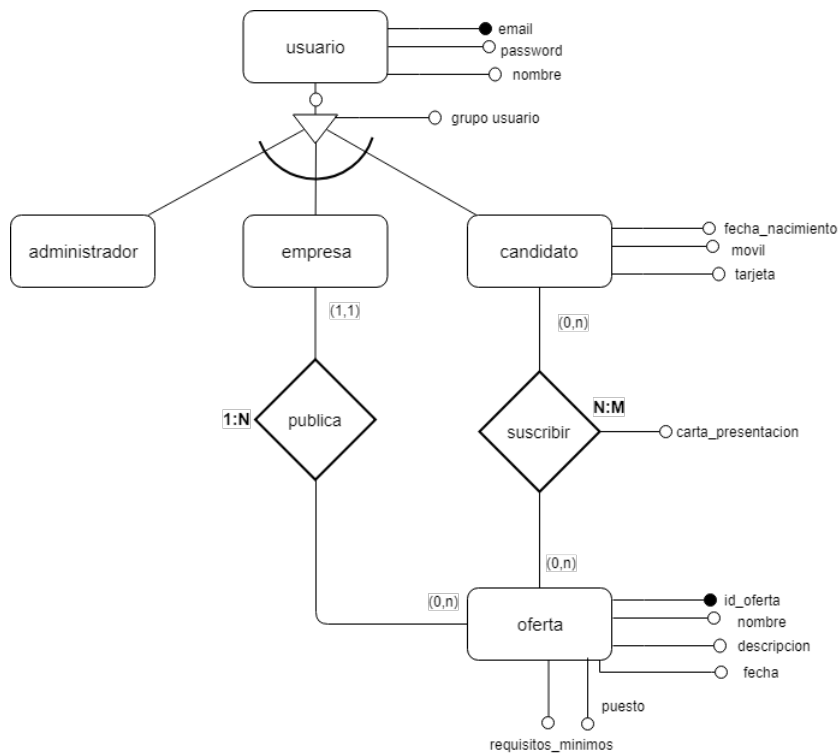 usuario
email
password
nombre
grupo usuario
administrador
empresa
candidato
fecha_nacimiento
movil
tarjeta
(1,1)
(0,n)
1:N
publica
suscribir
N:M
carta_presentacion
(0,n)
(0,n)
oferta
id_oferta
nombre
descripcion
fecha
puesto
requisitos_minimos